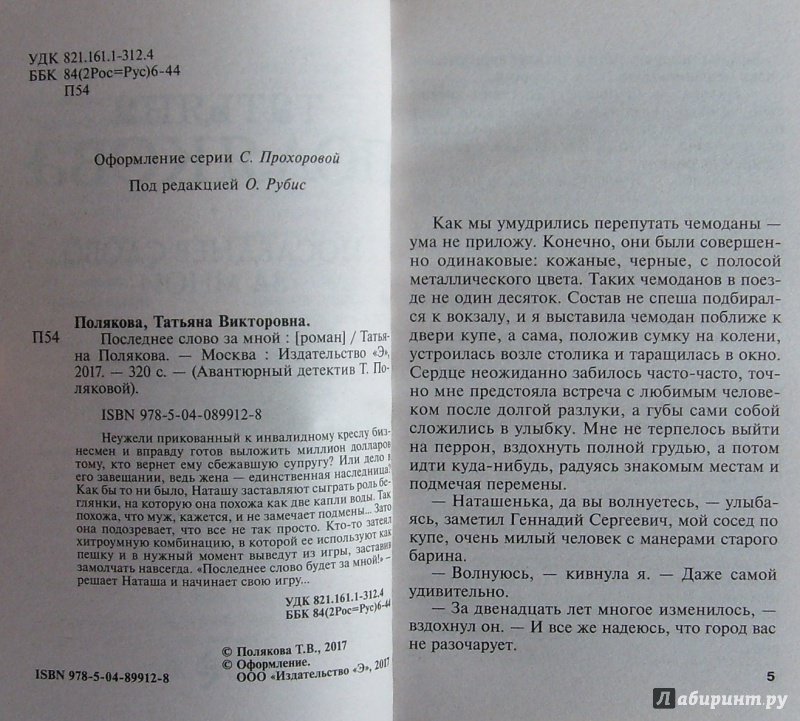 УДК 821.161.1-312.4
ББК 84(2Рос=Рус)6-44
П54
Оформление серии С. Прохоровой
Под редакцией О. Рубис
Полякова, Татьяна Викторовна.
П54 Последнее слово за мной : [роман] / Татья-
на Полякова. — Москва : Издательство «Э»,
2017. — 320 с. — (Авантюрный детектив Т. По-
ляковой).
ISBN 978-5-04-089912-8
Неужели прикованный к инвалидному креслу биз-
несмен и вправду готов выложить миллион долларов
тому, кто вернет ему сбежавшую супругу? Или дело в
его завещании, ведь жена — единственная наследница?
Как бы то ни было, Наташу заставляют сыграть роль бег-
лянки, на которую она похожа как две капли воды. Так
похожа, что муж, кажется, и не замечает подмены... Зато
она подозревает, что все не так просто. Кто-то затеял
хитроумную комбинацию, в которой ее используют как
пешку и в нужный момент выведут из игры, заставив
замолчать навсегда. «Последнее слово будет за мной!» –
решает Наташа и начинает свою игру...
УДК 821.161.1-312.4
ББК 84(2Рос=Рус)6-44
© Полякова Т.В., 2017
© Оформление.
ISBN 978-5-04-89912-8 ООО «Издательство «Э», 2017
Как мы умудрились перепутать чемоданы —
ума не приложу. Конечно, они были совершен-
но одинаковые: кожаные, черные, с полосой
металлического цвета. Таких чемоданов в поез-
де не один десяток. Состав не спеша подбирал-
ся к вокзалу, и я выставила чемодан поближе к
двери купе, а сама, положив сумку на колени,
устроилась возле столика и таращилась в окно.
Сердце неожиданно забилось часто-часто, точ-
но мне предстояла встреча с любимым челове-
ком после долгой разлуки, а губы сами собой
сложились в улыбку. Мне не терпелось выйти
на перрон, вздохнуть полной грудью, а потом
идти куда-нибудь, радуясь знакомым местам и
подмечая перемены.
— Наташенька, да вы волнуетесь, — улыба-
ясь, заметил Геннадий Сергеевич, мой сосед по
купе, очень милый человек с манерами старого
барина.
— Волнуюсь, — кивнула я. — Даже самой
удивительно.
— За двенадцать лет многое изменилось, —
вздохнул он. — И все же надеюсь, что город вас
не разочарует.
5
Лабиринт.ру